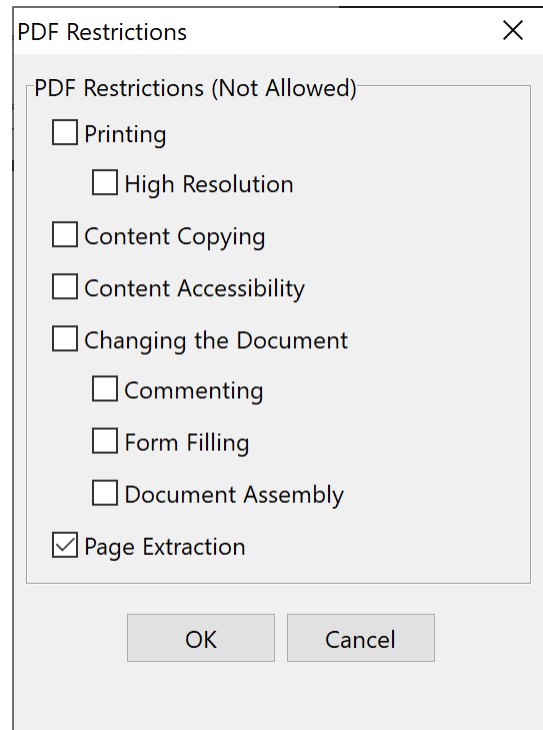 PDF Restrictions
PDF Restrictions (Not Allowed)
Printing
High Resolution
Content Copying
Content Accessibility
Changing the Document
Commenting
Form Filling
Document Assembly
Page Extraction
OK Cancel